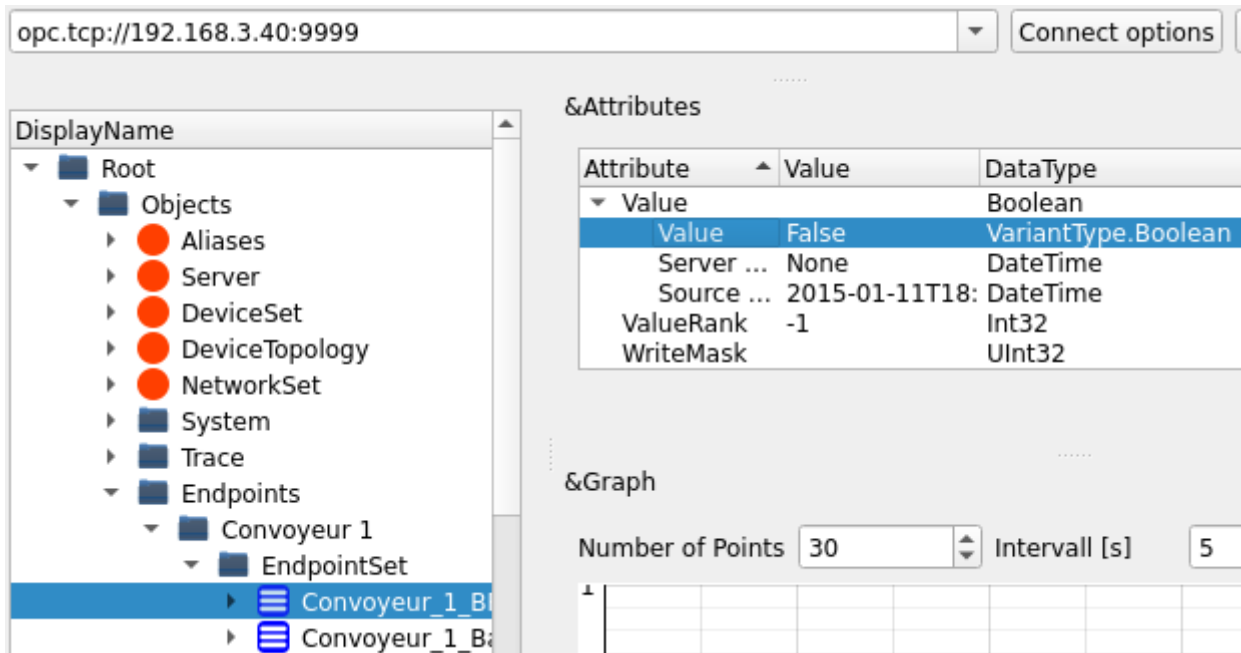 opc.tcp://192.168.3.40:9999
Connect options
DisplayName
Root
Objects
Aliases
Server
DeviceSet
DeviceTopology
NetworkSet
System
Trace
Endpoints
Convoyeur 1
EndpointSet
Convoyeur_1_Bl
Convoyeur_1_Ba
&Attributes
Attribute Value DataType
Value Boolean
Value False VariantType.Boolean
Server ... None DateTime
Source ... 2015-01-11T18: DateTime
ValueRank -1 Int32
WriteMask UInt32
&Graph
Number of Points 30 Intervall [s] 5
1